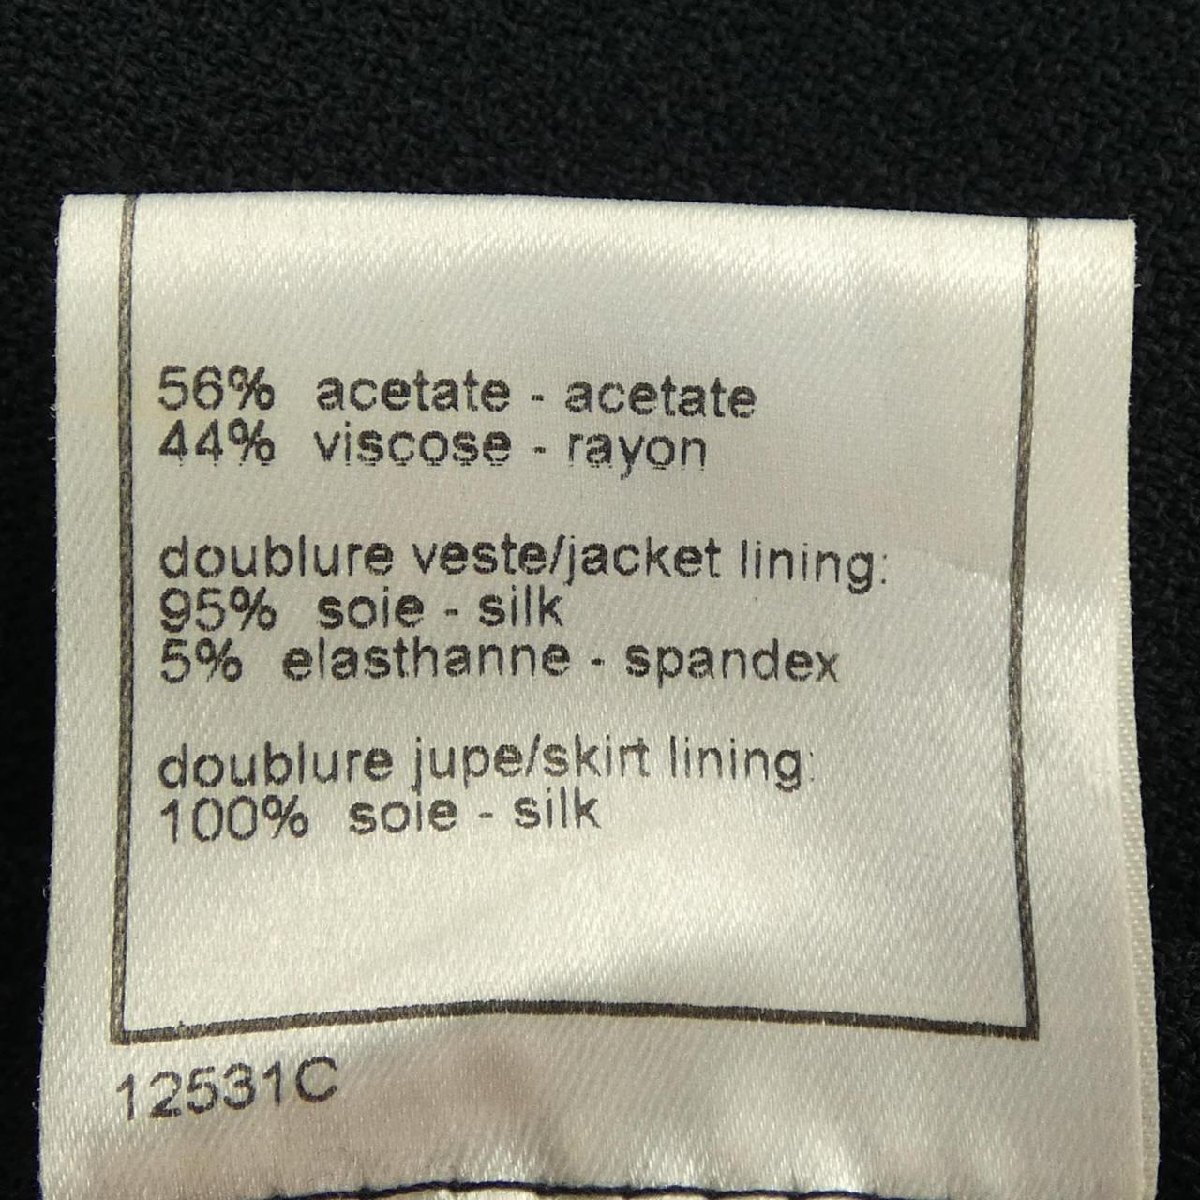 56% acetate - acetate
44% viscose - rayon
doublure veste/jacket lining:
95% soie - silk
5% elasthanne - spandex
doublure jupe/skirt lining:
100% soie - silk
12531C